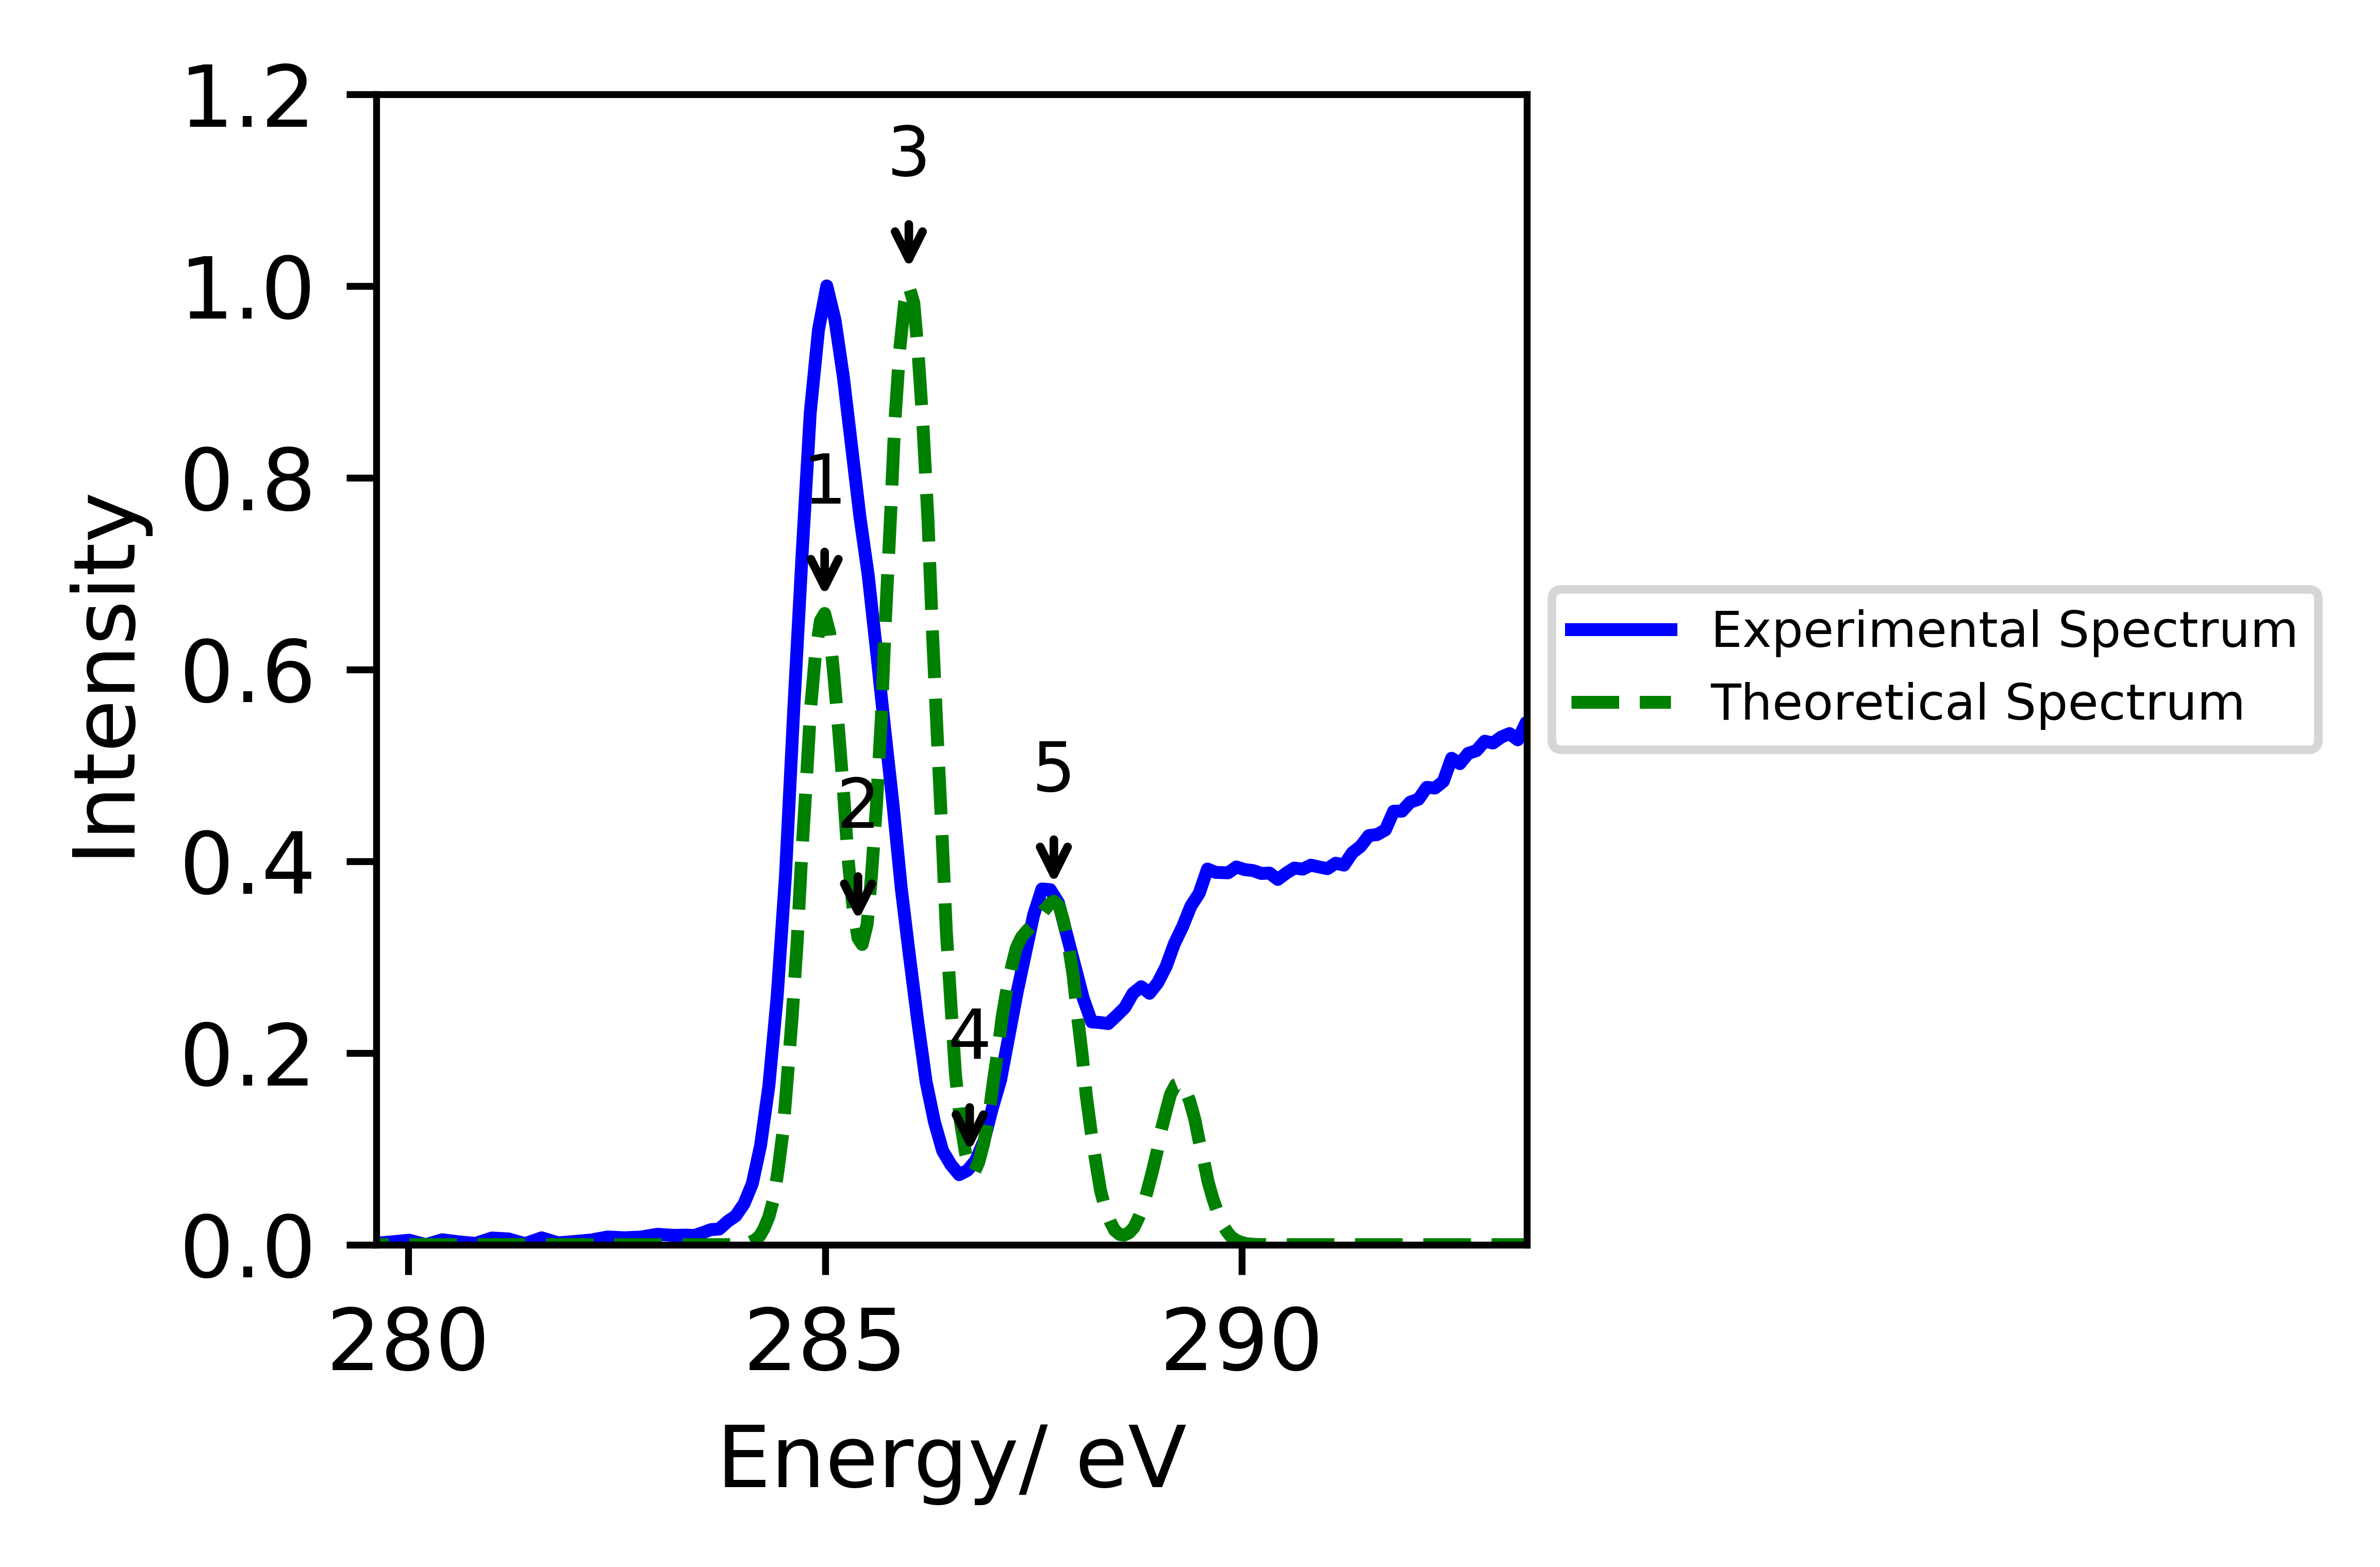 1.2
1.0
0.8
0.6
0.4
0.2
0.0
Intensity
3
1
2
5
4
280 285 290
Energy/ eV
Experimental Spectrum
Theoretical Spectrum